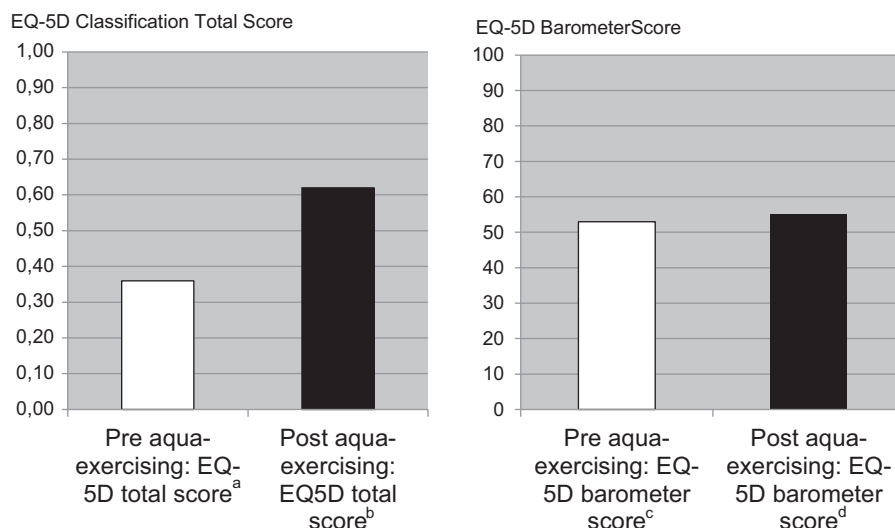 EQ-5D Classification Total Score
1,00
0,90
0,80
0,70
0,60
0,50
0,40
0,30
0,20
0,10
0,00
Pre aqua-
exercising: EQ-
5D total score^a
Post aqua-
exercising:
EQ5D total
score^b
EQ-5D BarometerScore
100
90
80
70
60
50
40
30
20
10
0
Pre aqua-
exercising: EQ-
5D barometer
score^c
Post aqua-
exercising: EQ-
5D barometer
score^d